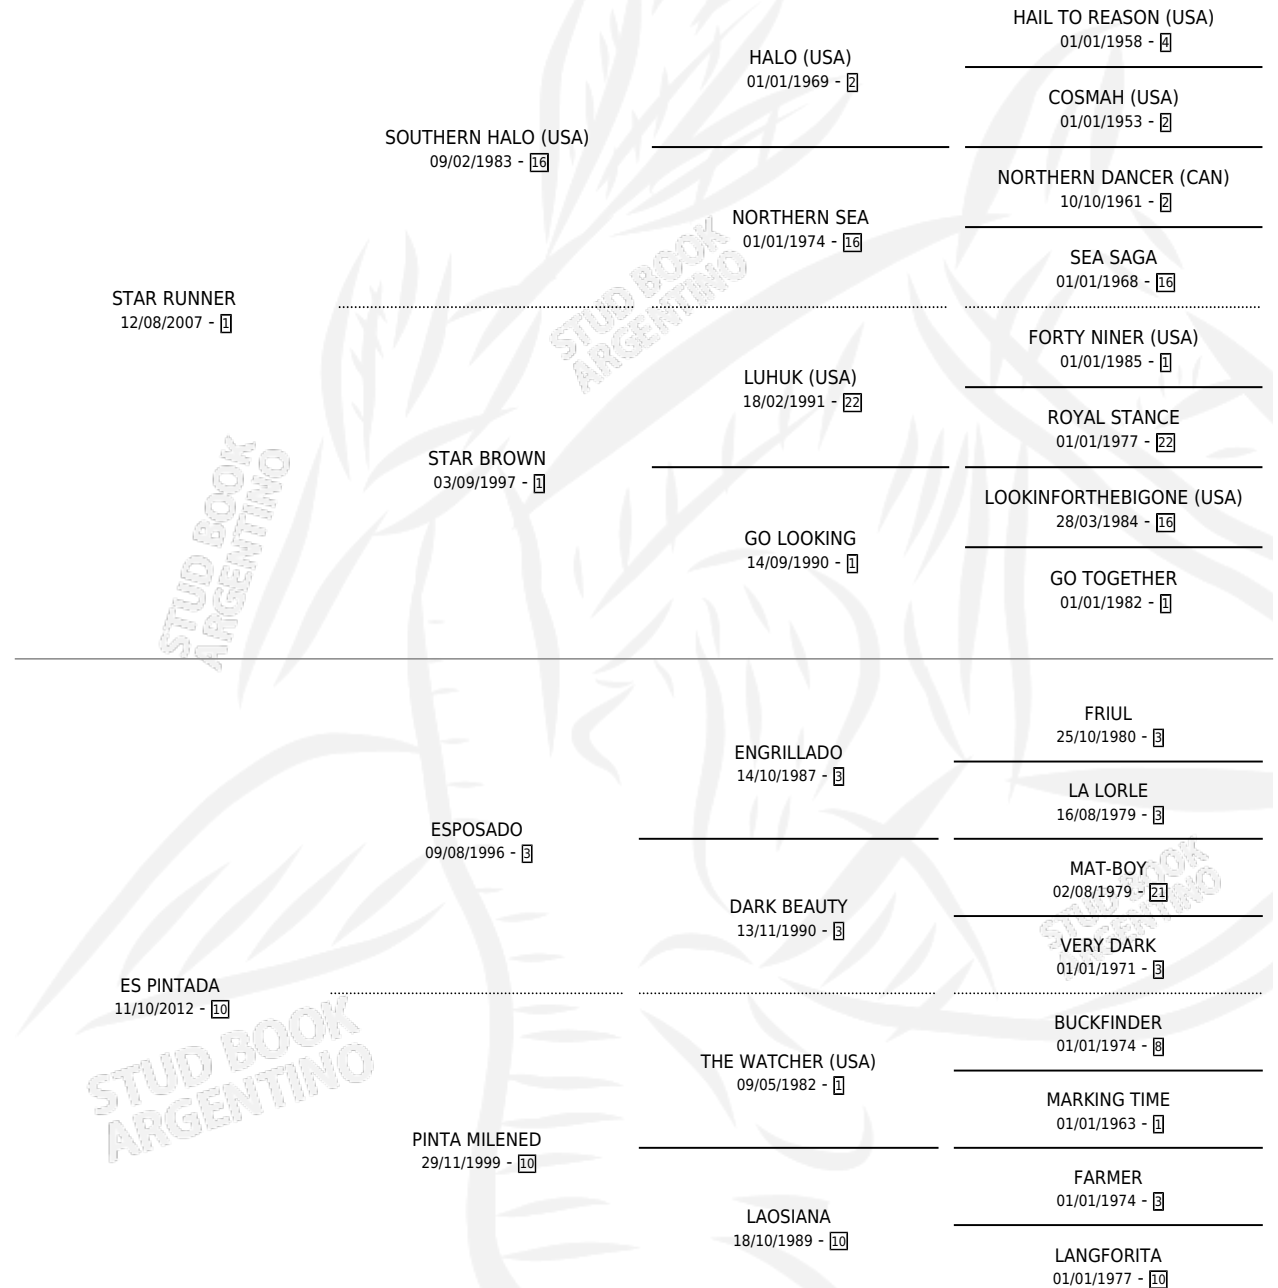 HAIL TO REASON (USA)
01/01/1958 - 4
HALO (USA)
01/01/1969 - 2
COSMAH (USA)
01/01/1953 - 2
SOUTHERN HALO (USA)
09/02/1983 - 16
NORTHERN DANCER (CAN)
10/10/1961 - 2
NORTHERN SEA
01/01/1974 - 16
SEA SAGA
01/01/1968 - 16
STAR RUNNER
12/08/2007 - 1
FORTY NINER (USA)
01/01/1985 - 1
LUHUK (USA)
18/02/1991 - 22
ROYAL STANCE
01/01/1977 - 22
STAR BROWN
03/09/1997 - 1
LOOKINFORTHEBIGONE (USA)
28/03/1984 - 16
GO LOOKING
14/09/1990 - 1
GO TOGETHER
01/01/1982 - 1
FRIUL
25/10/1980 - 3
ENGRILLADO
14/10/1987 - 3
LA LORLE
16/08/1979 - 3
ESPOSADO
09/08/1996 - 3
MAT-BOY
02/08/1979 - 21
DARK BEAUTY
13/11/1990 - 3
VERY DARK
01/01/1971 - 3
ES PINTADA
11/10/2012 - 10
BUCKFINDER
01/01/1974 - 8
THE WATCHER (USA)
09/05/1982 - 1
MARKING TIME
01/01/1963 - 1
PINTA MILENED
29/11/1999 - 10
FARMER
01/01/1974 - 3
LAOSIANA
18/10/1989 - 10
LANGFORITA
01/01/1977 - 10
STUD BOOK
ARGENTINO
STUD BOOK
ARGENTINO
STUD BOOK
ARGENTINO
STUD BOOK
ARGENTINO